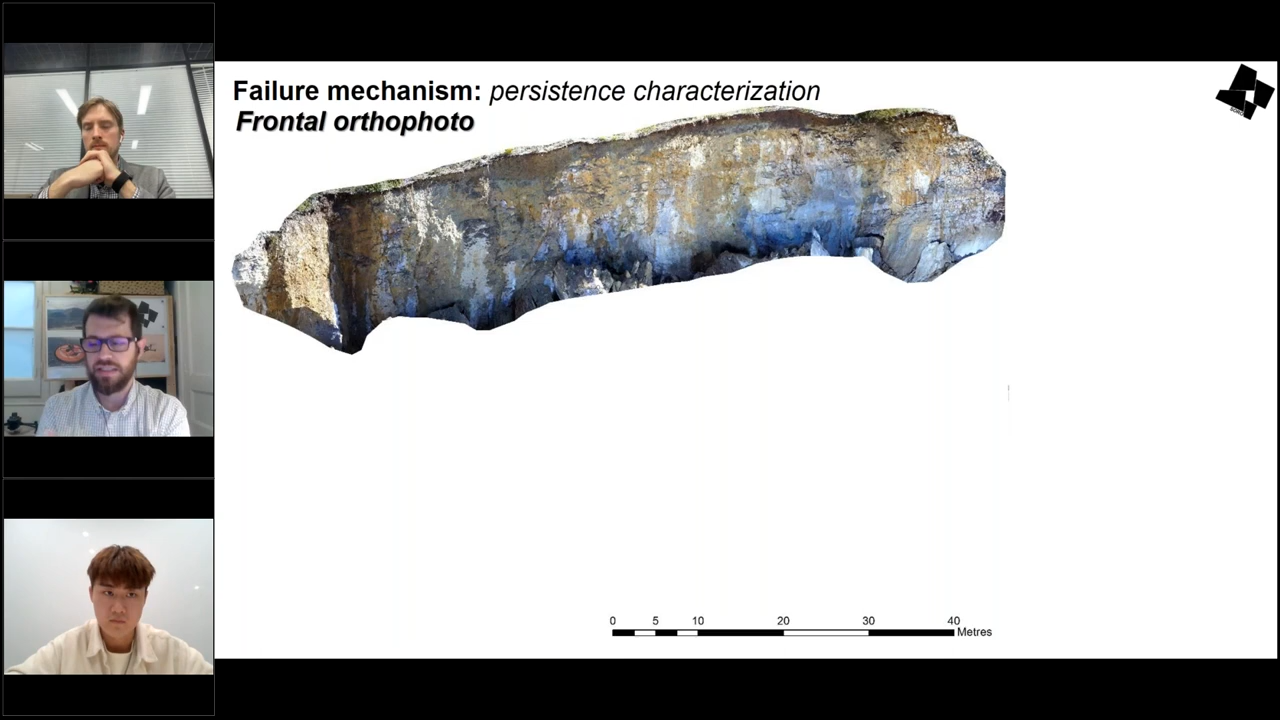 Failure mechanism: persistence characterization
Frontal orthophoto
0 5 10 20 30 40
Metres